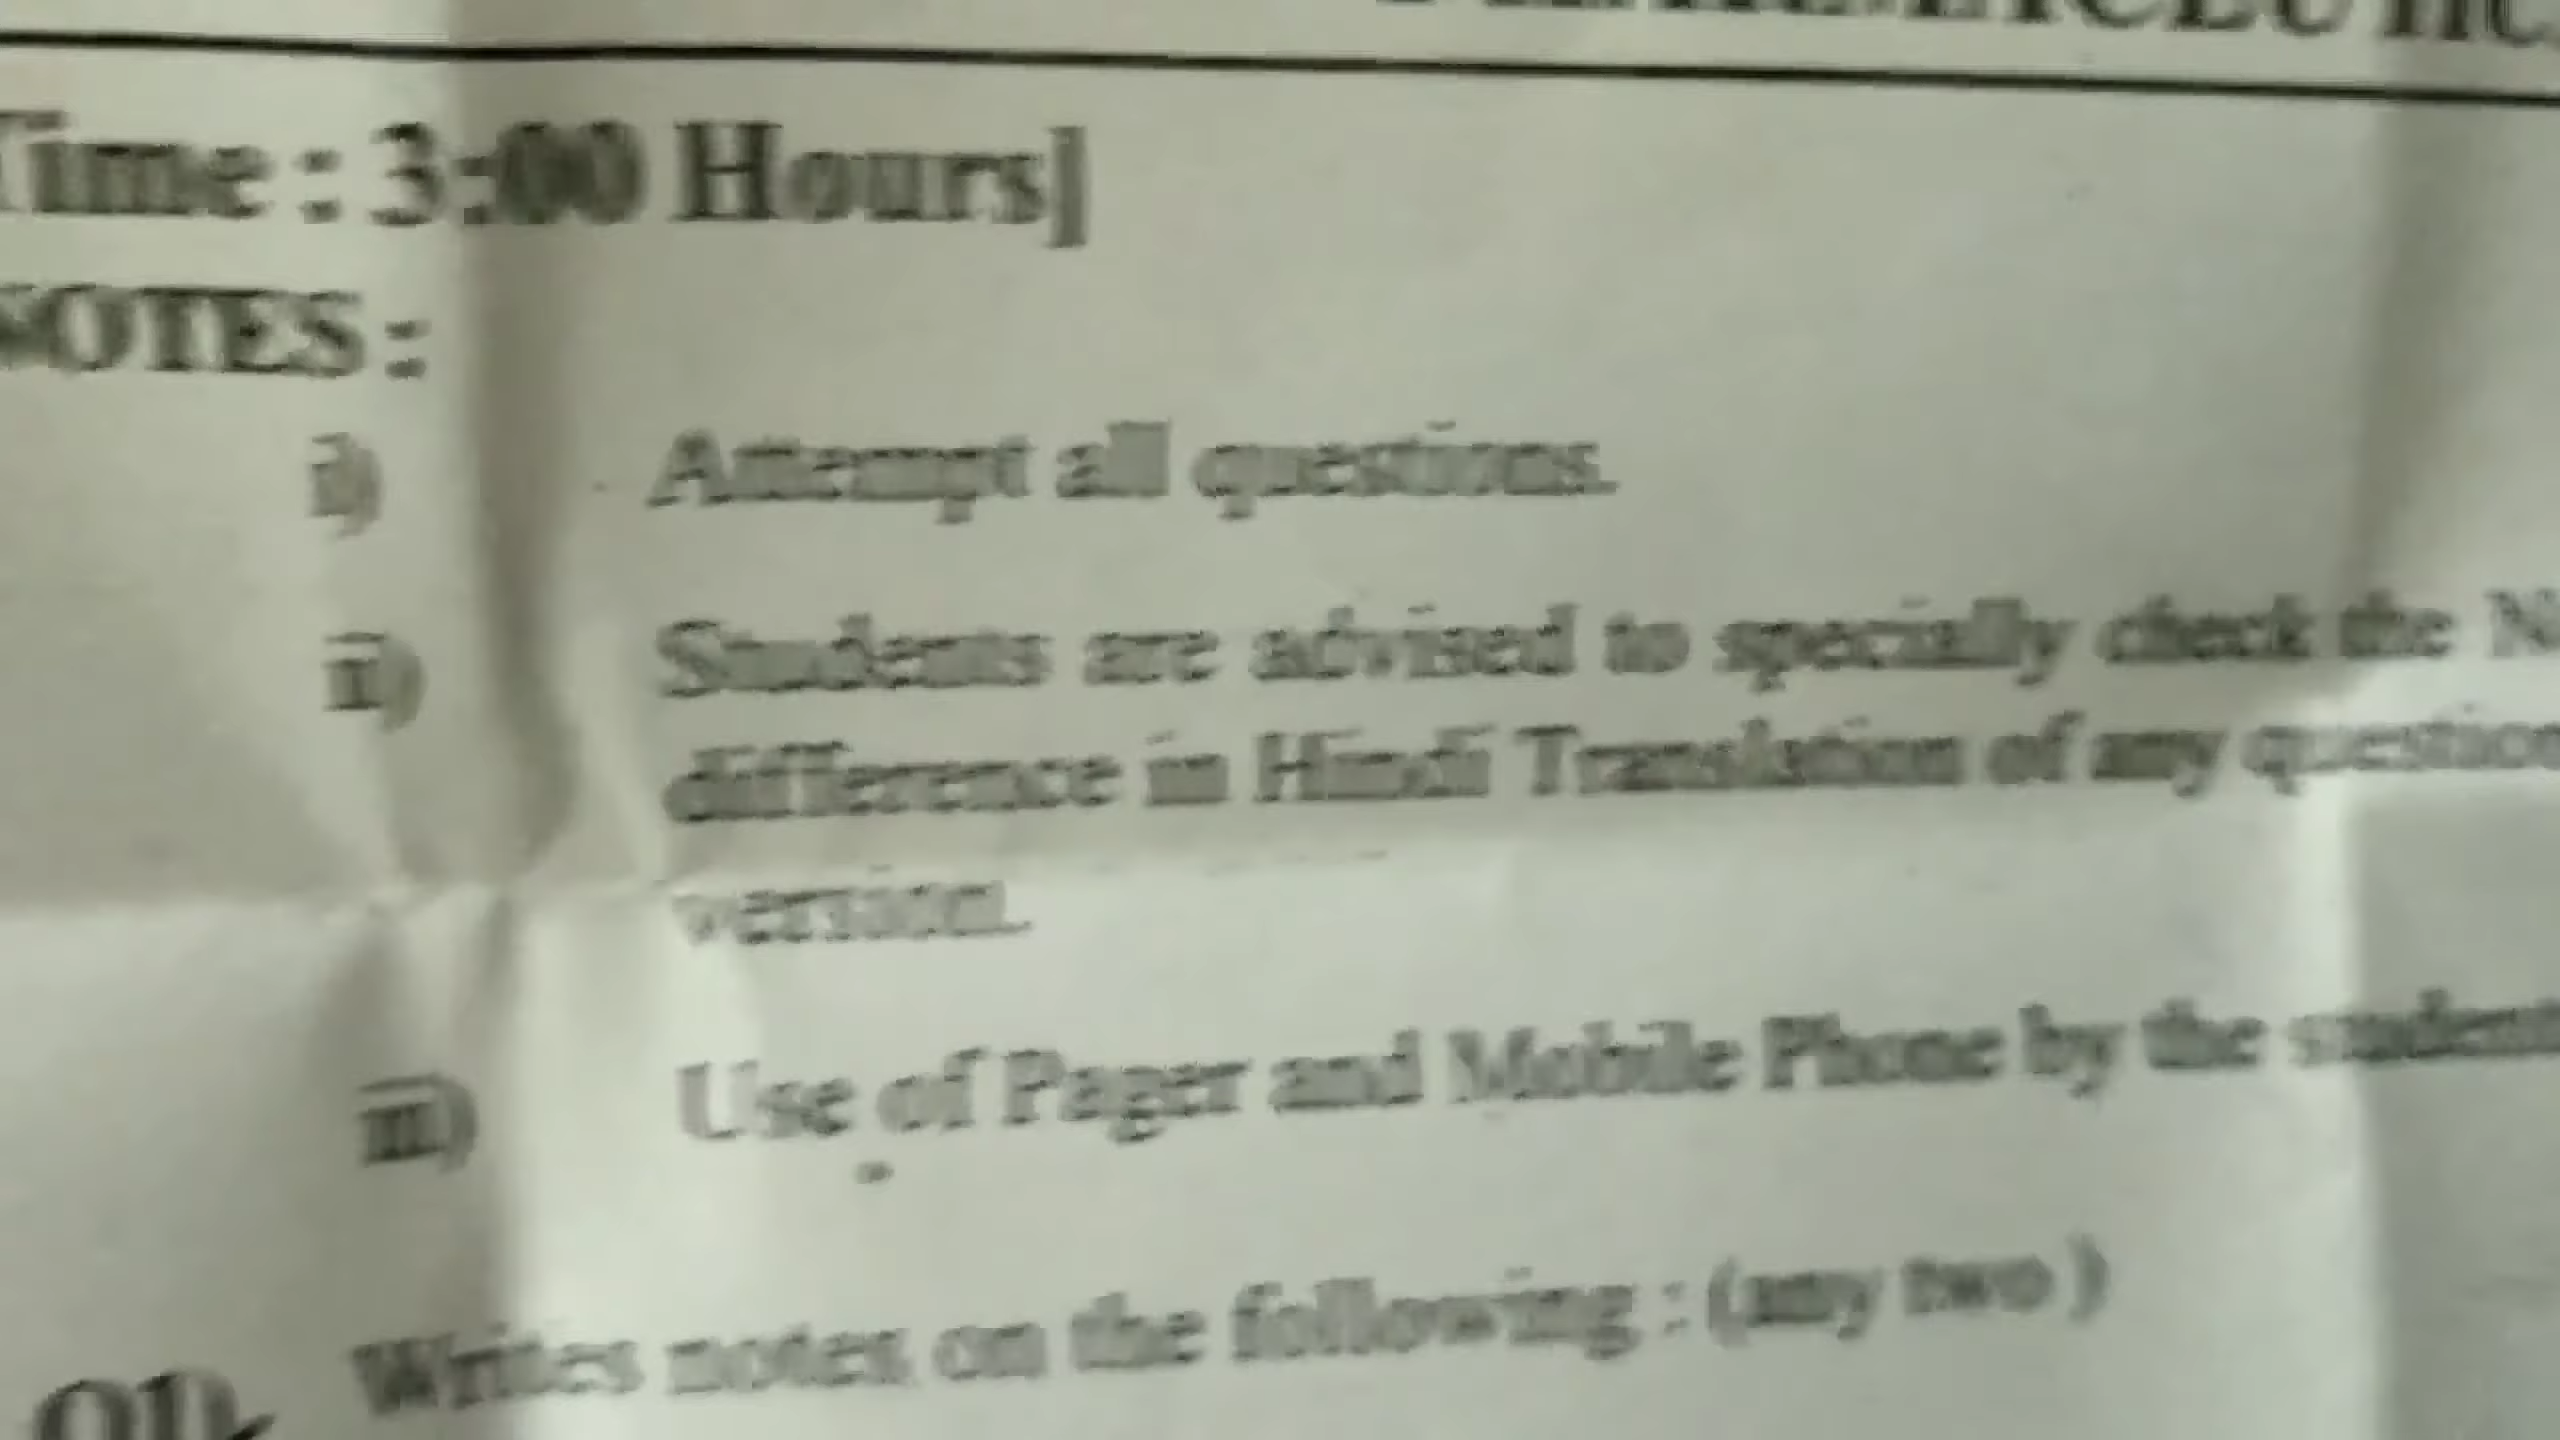 Time : 3:00 Hours]
NOTES :
i) Attempt all questions.
ii) Students are advised to specially check the
difference in Hindi Translation of any question
version.
iii) Use of Pager and Mobile Phone by the student
Q1). Writes notes on the following : (any two)